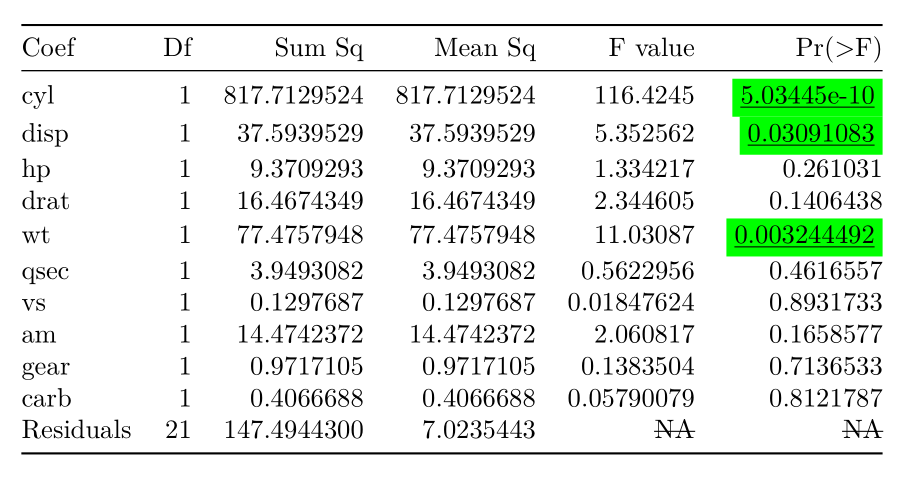 Coef Df Sum Sq Mean Sq F value Pr(>F)
cyl 1 817.7129524 817.7129524 116.4245 5.03445e-10
disp 1 37.5939529 37.5939529 5.352562 0.03091083
hp 1 9.3709293 9.3709293 1.334217 0.261031
drat 1 16.4674349 16.4674349 2.344605 0.1406438
wt 1 77.4757948 77.4757948 11.03087 0.003244492
qsec 1 3.9493082 3.9493082 0.5622956 0.4616557
vs 1 0.1297687 0.1297687 0.01847624 0.8931733
am 1 14.4742372 14.4742372 2.060817 0.1658577
gear 1 0.9717105 0.9717105 0.1383504 0.7136533
carb 1 0.4066688 0.4066688 0.05790079 0.8121787
Residuals 21 147.4944300 7.0235443 NA NA